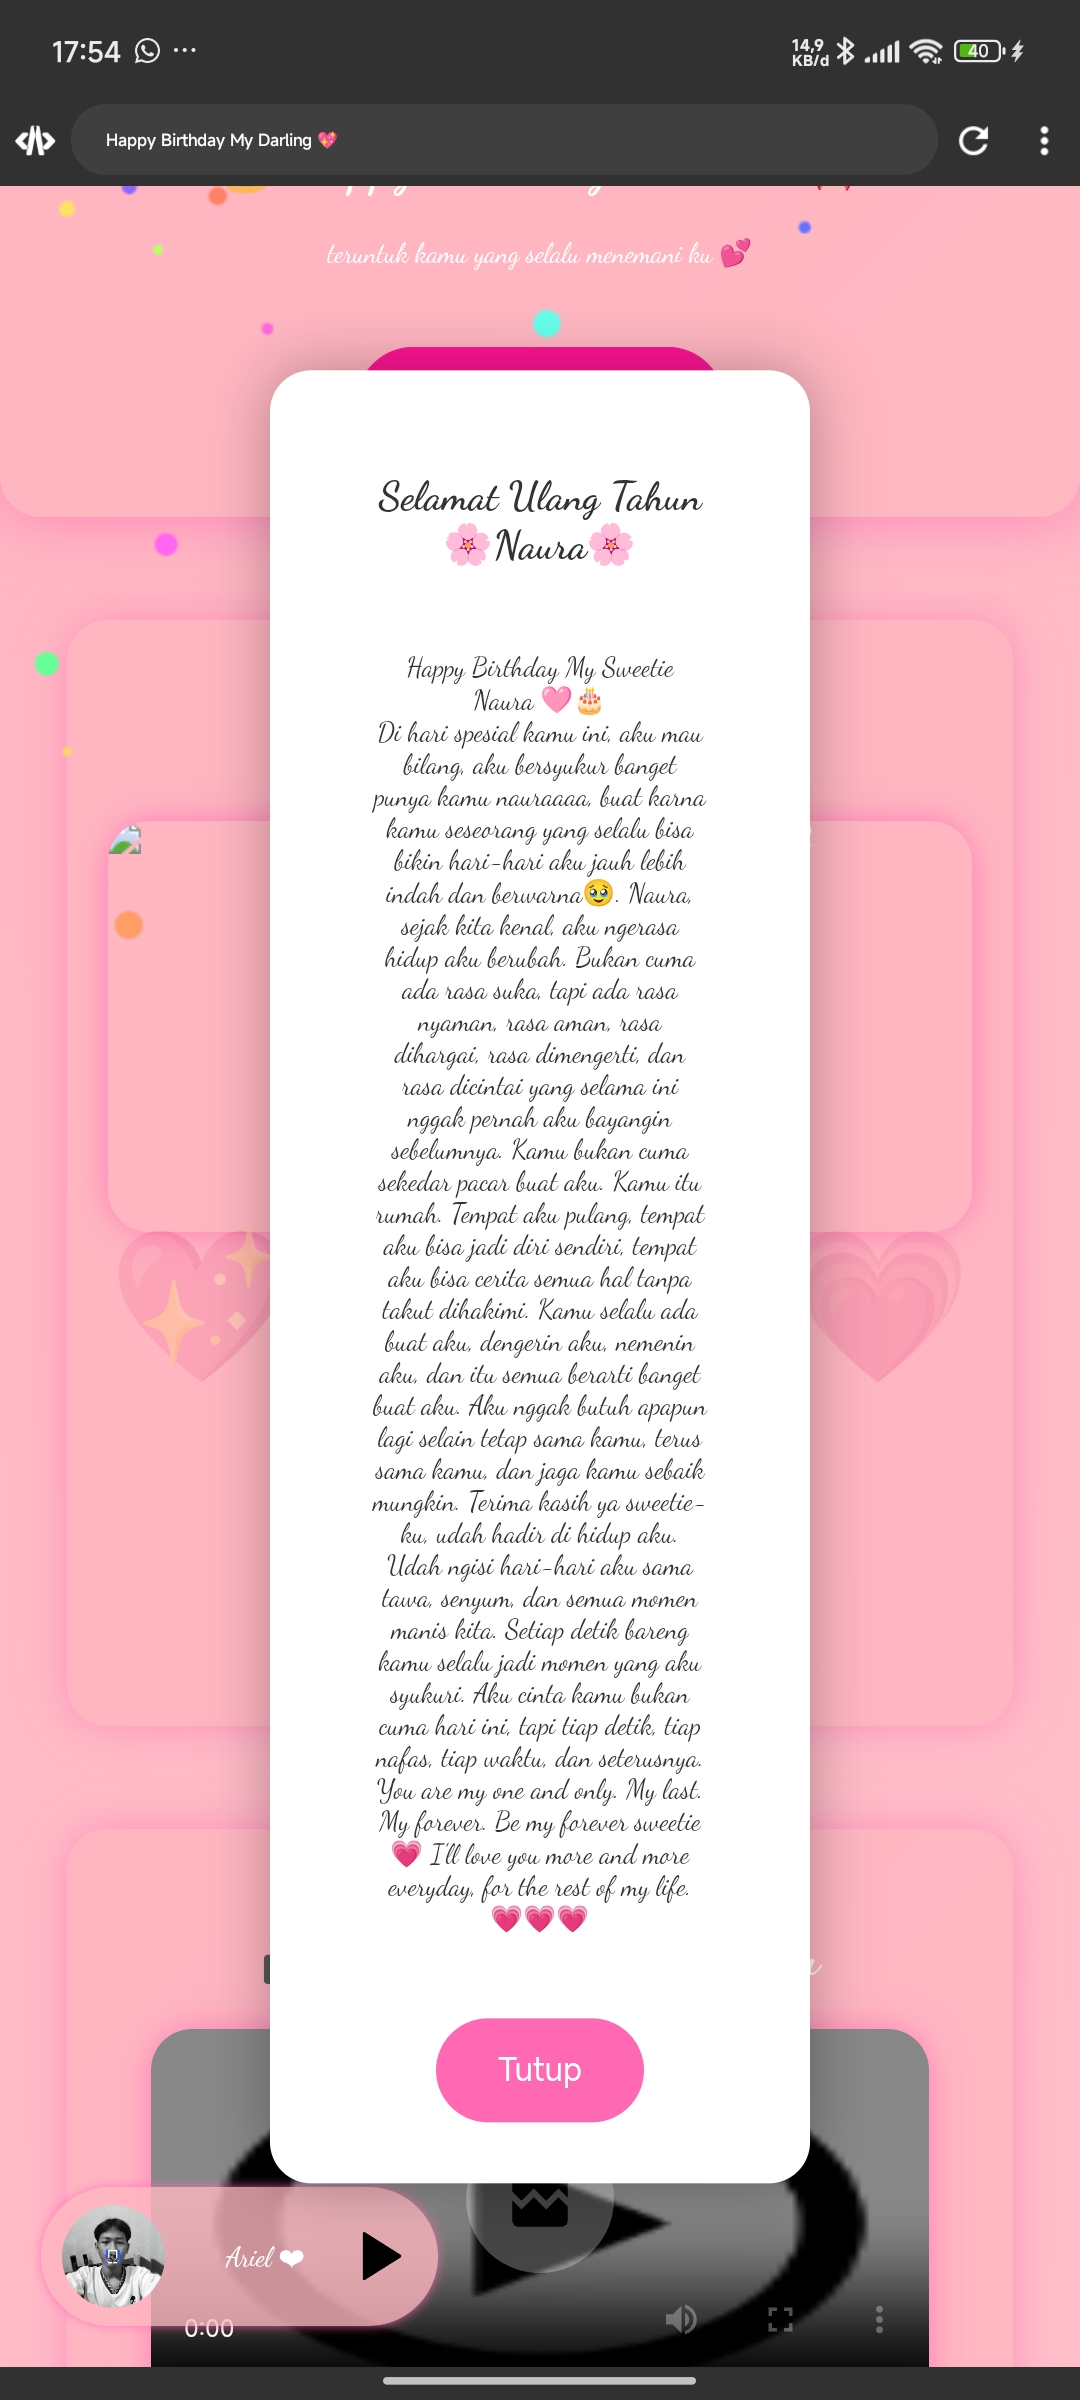 17:54
14,9
KB/d
40
Happy Birthday My Darling 💖
teruntuk kamu yang selalu menemani ku 💕
Selamat Ulang Tahun
🌸Naura🌸
Happy Birthday My Sweetie
Naura 🩷🎂
Di hari spesial kamu ini, aku mau
bilang, aku bersyukur banget
punya kamu nauraaaa, buat karna
kamu seseorang yang selalu bisa
bikin hari-hari aku jauh lebih
indah dan berwarna🥹. Naura,
sejak kita kenal, aku ngerasa
hidup aku berubah. Bukan cuma
ada rasa suka, tapi ada rasa
nyaman, rasa aman, rasa
dihargai, rasa dimengerti, dan
rasa dicintai yang selama ini
nggak pernah aku bayangin
sebelumnya. Kamu bukan cuma
sekedar pacar buat aku. Kamu itu
rumah. Tempat aku pulang, tempat
aku bisa jadi diri sendiri, tempat
aku bisa cerita semua hal tanpa
takut dihakimi. Kamu selalu ada
buat aku, dengerin aku, nemenin
aku, dan itu semua berarti banget
buat aku. Aku nggak butuh apapun
lagi selain tetap sama kamu, terus
sama kamu, dan jaga kamu sebaik
mungkin. Terima kasih ya sweetie-
ku, udah hadir di hidup aku.
Udah ngisi hari-hari aku sama
tawa, senyum, dan semua momen
manis kita. Setiap detik bareng
kamu selalu jadi momen yang aku
syukuri. Aku cinta kamu bukan
cuma hari ini, tapi tiap detik, tiap
nafas, tiap waktu, dan seterusnya.
You are my one and only. My last.
My forever. Be my forever sweetie
💗 I'll love you more and more
everyday, for the rest of my life.
💗💗💗
Tutup
Ariel ❤
0:00